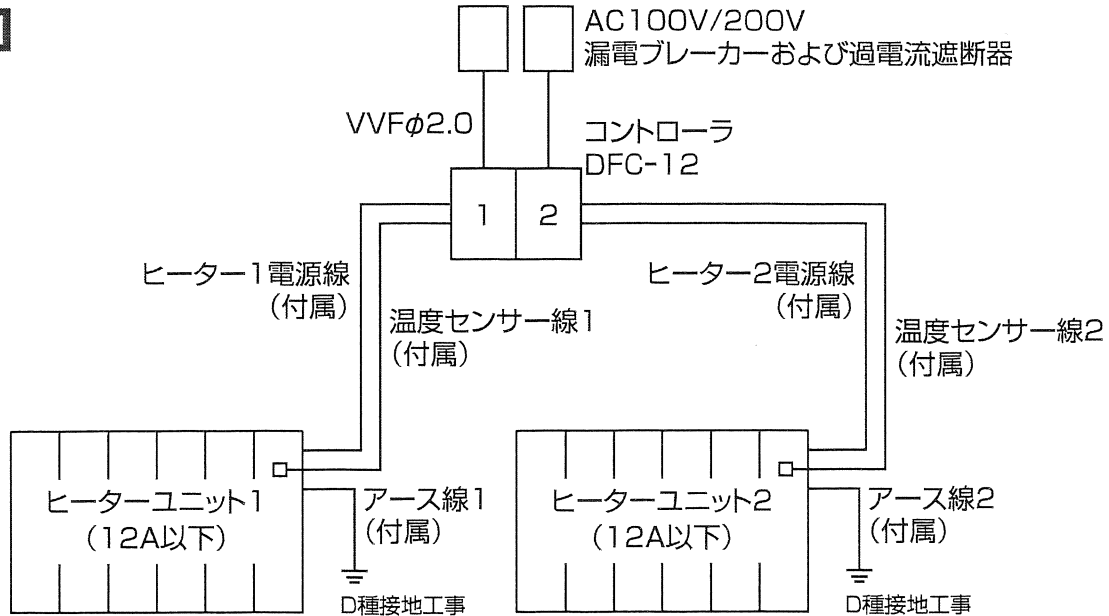 AC100V/200V
漏電ブレーカーおよび過電流遮断器
VVFφ2.0
コントローラ
DFC-12
1
2
ヒーター1電源線
(付属)
温度センサー線1
(付属)
ヒーター2電源線
(付属)
温度センサー線2
(付属)
ヒーターユニット1
(12A以下)
アース線1
(付属)
D種接地工事
ヒーターユニット2
(12A以下)
アース線2
(付属)
D種接地工事